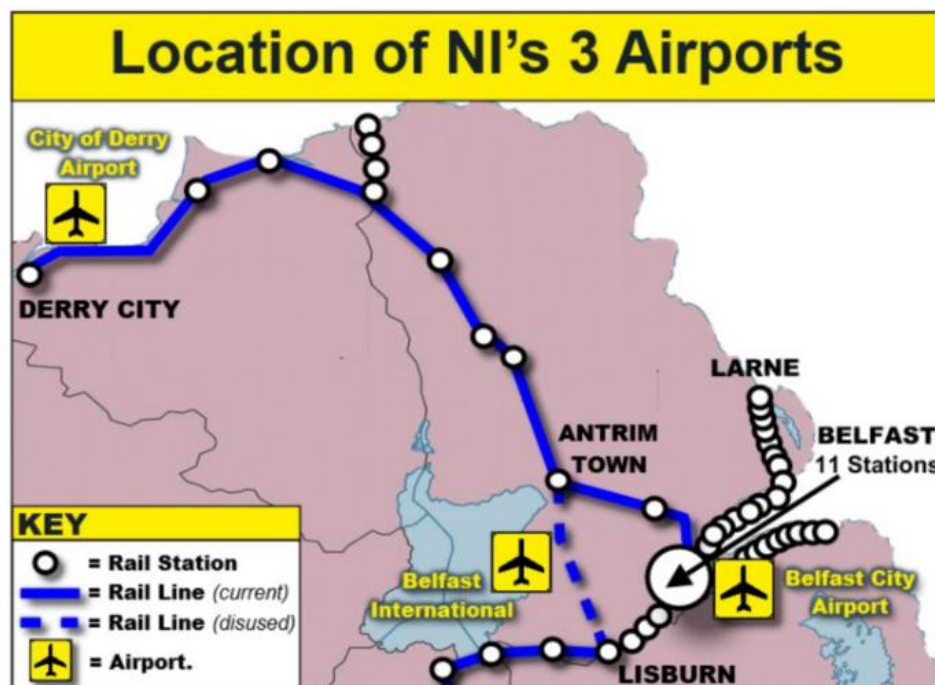 Location of NI's 3 Airports
City of Derry
Airport
DERRY CITY
LARNE
BELFAST
11 Stations
ANTRIM
TOWN
KEY
= Rail Station
= Rail Line (current)
= Rail Line (disused)
= Airport.
Belfast
International
Belfast City
Airport
LISBURN